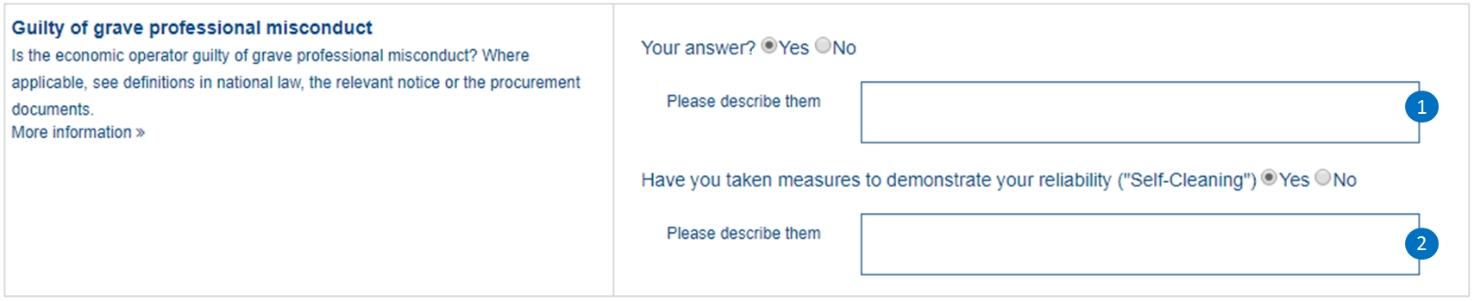 Guilty of grave professional misconduct
Is the economic operator guilty of grave professional misconduct? Where
applicable, see definitions in national law, the relevant notice or the procurement
documents.
More information »
Your answer? Yes No
Please describe them
1
Have you taken measures to demonstrate your reliability ("Self-Cleaning") Yes No
Please describe them
2